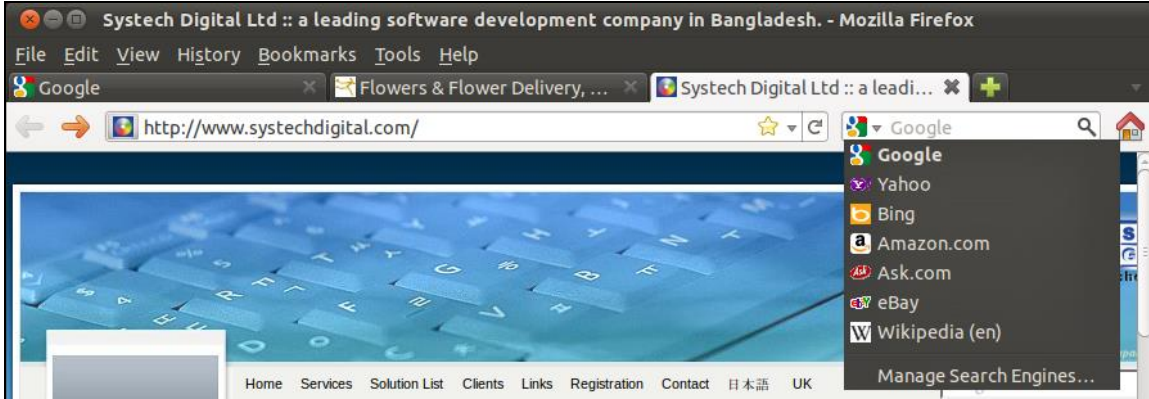 Systech Digital Ltd :: a leading software development company in Bangladesh. - Mozilla Firefox
File Edit View History Bookmarks Tools Help
Google Flowers & Flower Delivery, ... Systech Digital Ltd :: a leadi...
http://www.systechdigital.com/ Google
Google
Yahoo
Bing
Amazon.com
Ask.com
eBay
Wikipedia (en)
Manage Search Engines...
Home Services Solution List Clients Links Registration Contact 日本語 UK